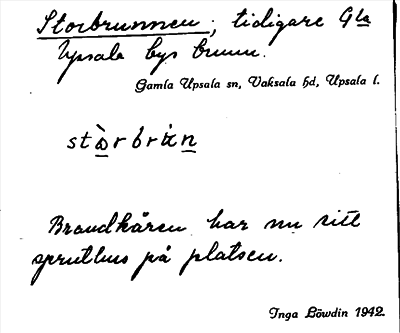 Storbrunnen, tidigare Gla
Upsala bys brunn.
Gamla Upsala sn, Vaksala hd, Upsala l.
Brandkåren har nu sitt
spruthus på platsen.
Inga Löwdin 1942.